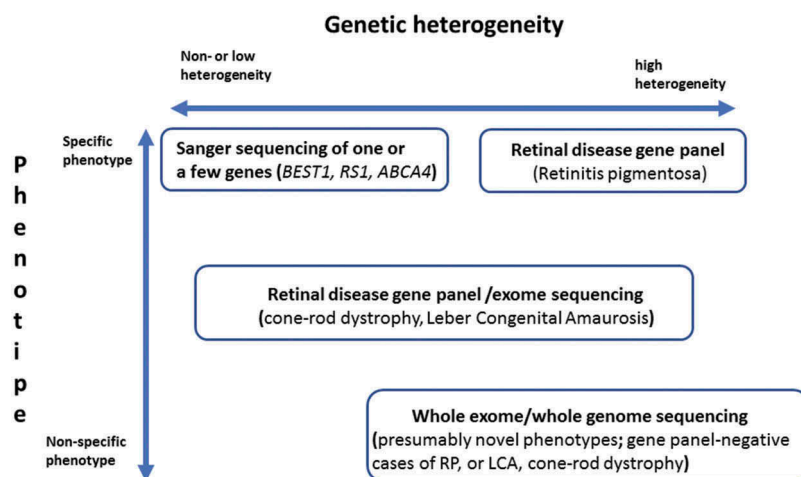 Genetic heterogeneity
Non- or low
heterogeneity
high
heterogeneity
Phenotipe
Specific
phenotype
Sanger sequencing of one or
a few genes (BEST1, RS1, ABCA4)
Retinal disease gene panel
(Retinitis pigmentosa)
Retinal disease gene panel /exome sequencing
(cone-rod dystrophy, Leber Congenital Amaurosis)
Whole exome/whole genome sequencing
(presumably novel phenotypes; gene panel-negative
cases of RP, or LCA, cone-rod dystrophy)
Non-specific
phenotype